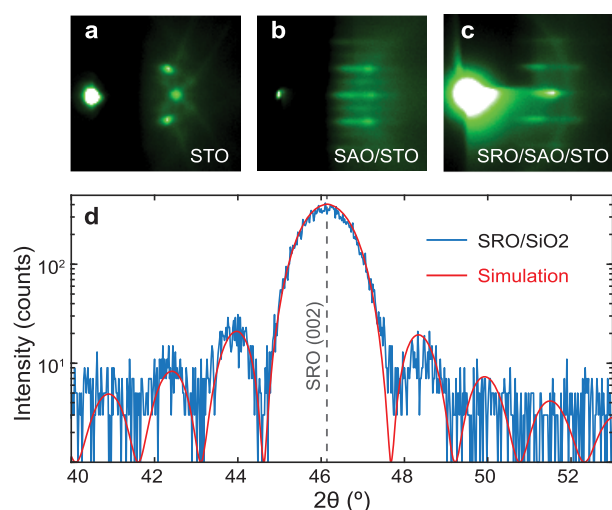 a
b
c
STO
SAO/STO
SRO/SAO/STO
d
SRO/SiO2
Simulation
SRO (002)
Intensity (counts)
10²
10¹
40 42 44 46 48 50 52
2θ (º)